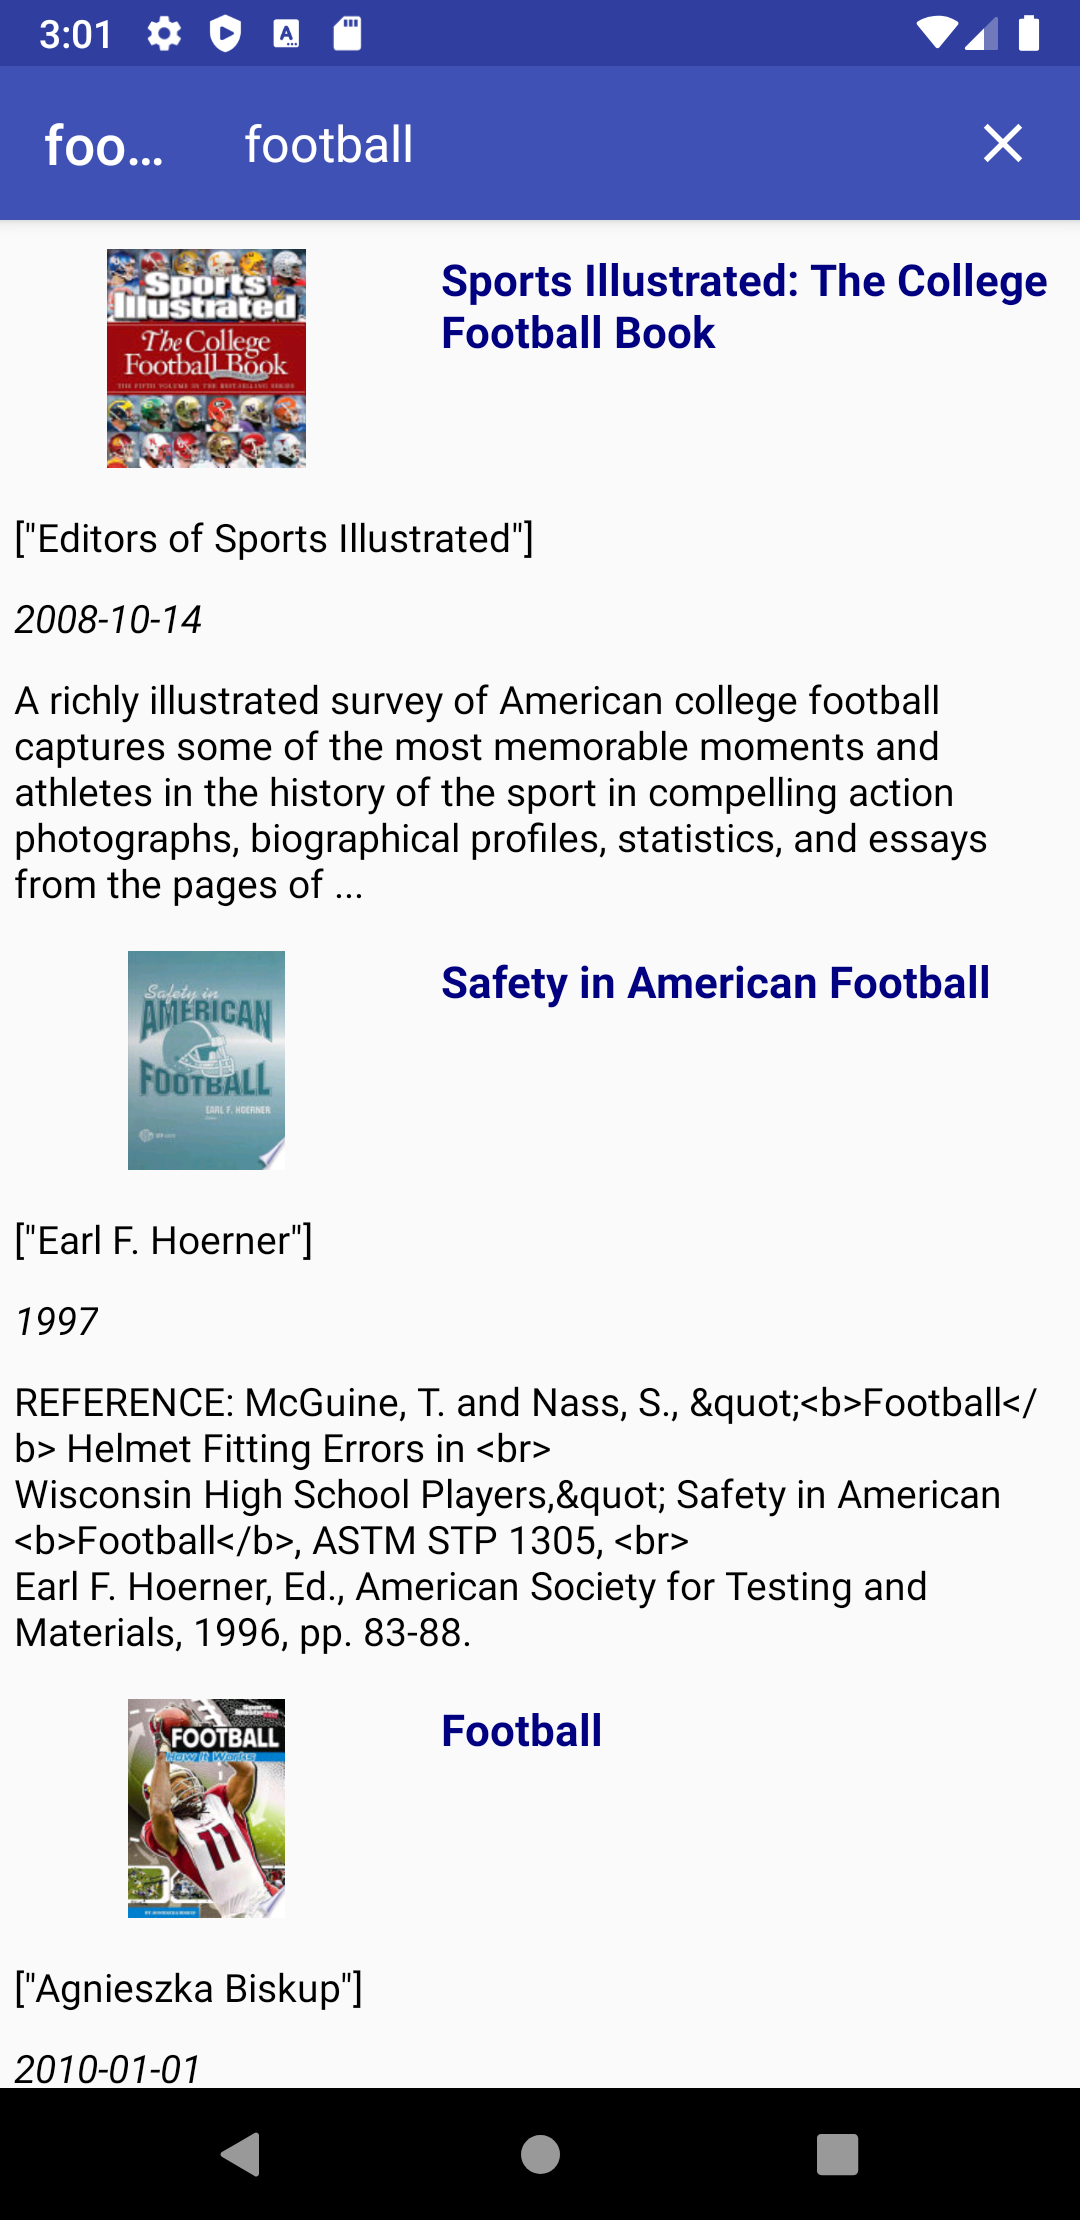 3:01
foo...
football
Sports
Illustrated
The College
Football Book
Sports Illustrated: The College
Football Book
["Editors of Sports Illustrated"]
2008-10-14
A richly illustrated survey of American college football
captures some of the most memorable moments and
athletes in the history of the sport in compelling action
photographs, biographical profiles, statistics, and essays
from the pages of ...
Safety in
AMERICAN
FOOTBALL
EARL F. HOERNER
Safety in American Football
["Earl F. Hoerner"]
1997
REFERENCE: McGuine, T. and Nass, S., &quot;<b>Football</
b> Helmet Fitting Errors in <br>
Wisconsin High School Players,&quot; Safety in American
<b>Football</b>, ASTM STP 1305, <br>
Earl F. Hoerner, Ed., American Society for Testing and
Materials, 1996, pp. 83-88.
FOOTBALL
How It Works
11
Football
["Agnieszka Biskup"]
2010-01-01